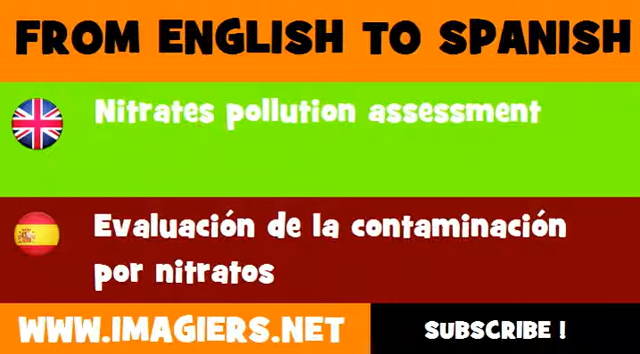 FROM ENGLISH TO SPANISH
Nitrates pollution assessment
Evaluación de la contaminación
por nitratos
WWW.IMAGIERS.NET
SUBSCRIBE !